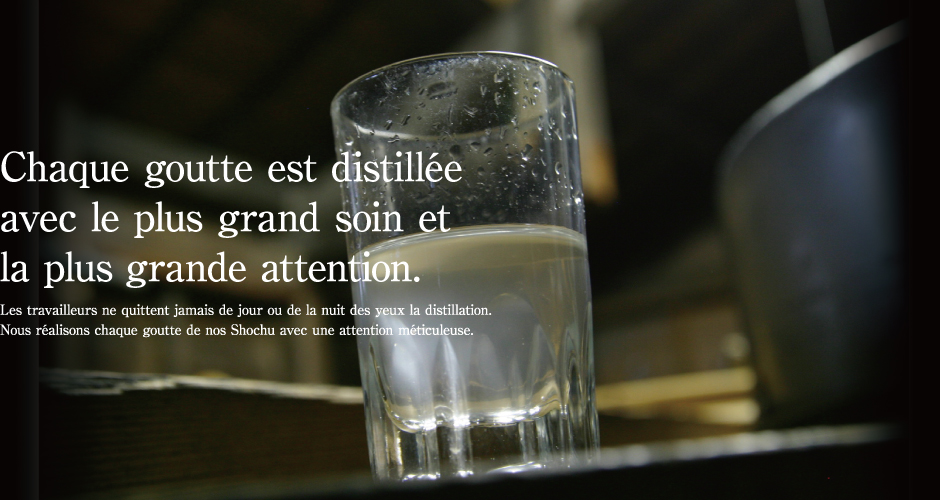 Chaque goutte est distillée
avec le plus grand soin et
la plus grande attention.
Les travailleurs ne quittent jamais de jour ou de la nuit des yeux la distillation.
Nous réalisons chaque goutte de nos Shochu avec une attention méticuleuse.